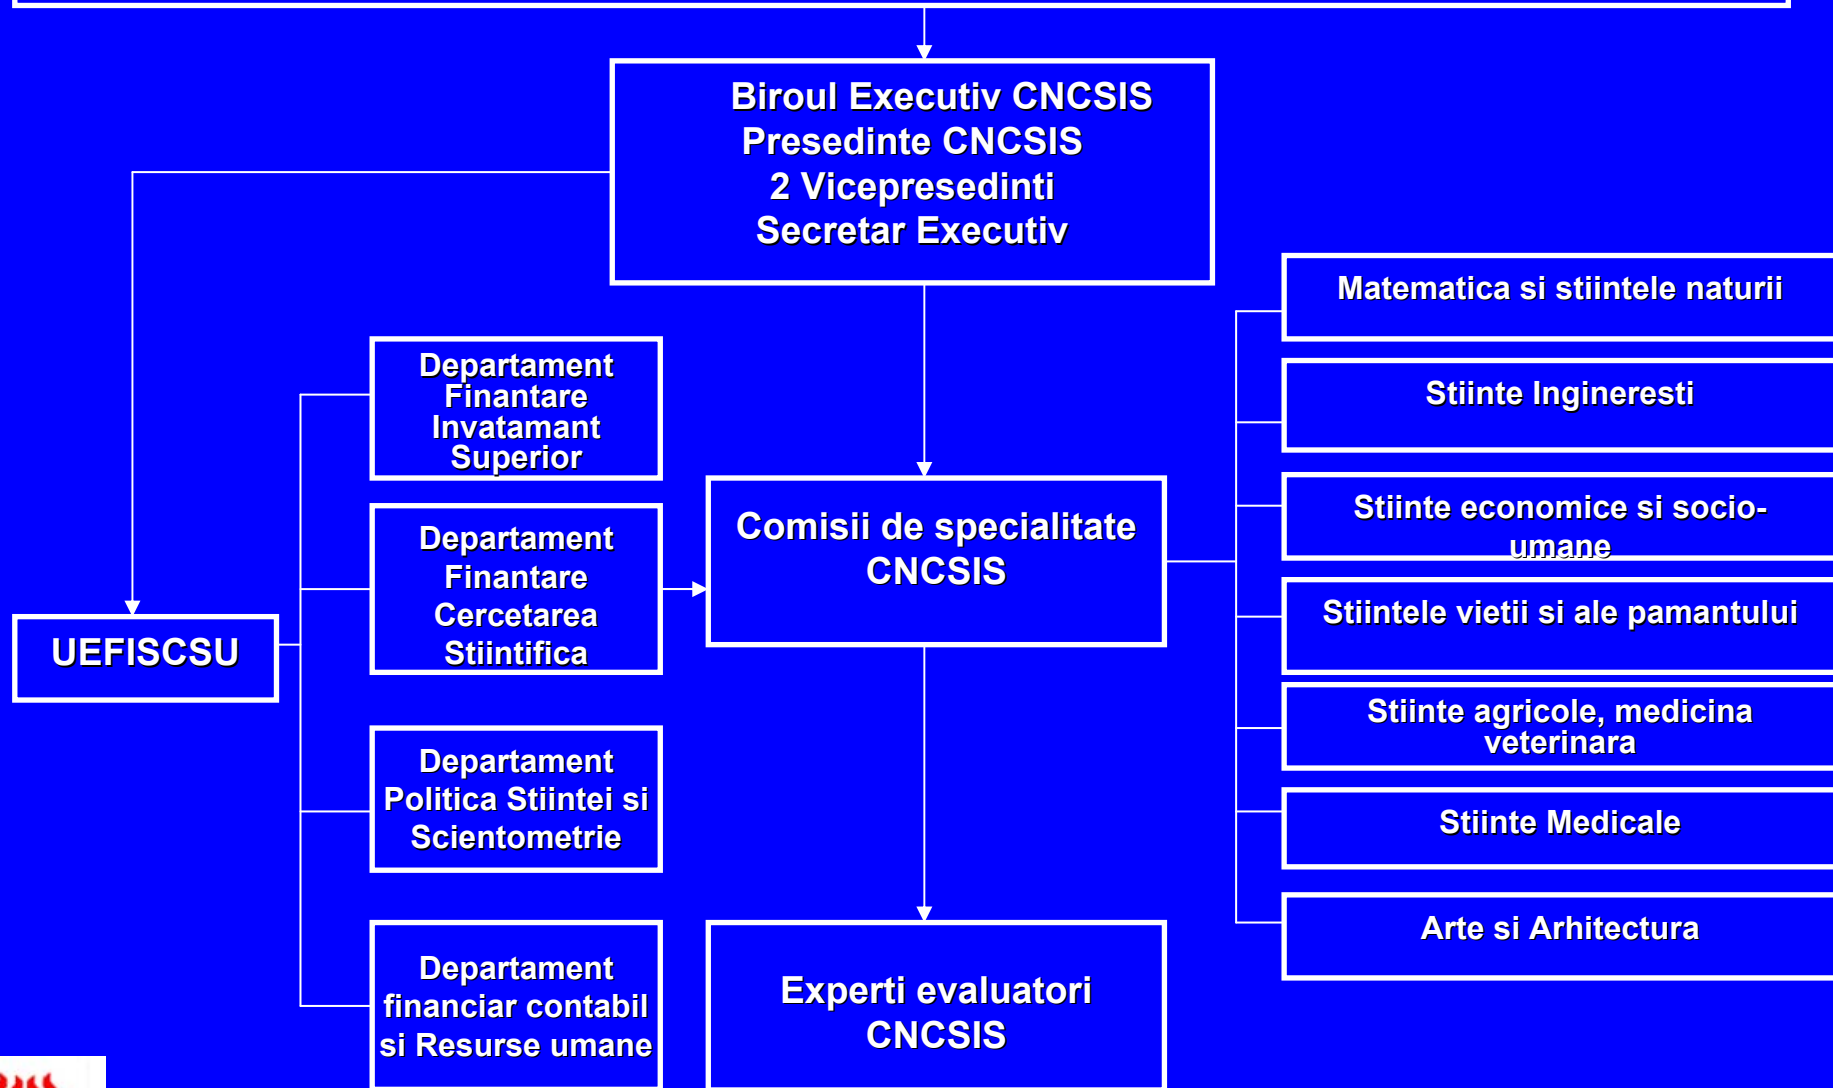 Biroul Executiv CNCSIS
Presedinte CNCSIS
2 Vicepresedinti
Secretar Executiv
Matematica si stiintele naturii
Stiinte Ingineresti
Stiinte economice si socio-
umane
Stiintele vietii si ale pamantului
Stiinte agricole, medicina
veterinara
Stiinte Medicale
Arte si Arhitectura
Departament
Finantare
Invatamant
Superior
Departament
Finantare
Cercetarea
Stiintifica
Departament
Politica Stiintei si
Scientometrie
Departament
financiar contabil
si Resurse umane
Comisii de specialitate
CNCSIS
UEFISCSU
Experti evaluatori
CNCSIS